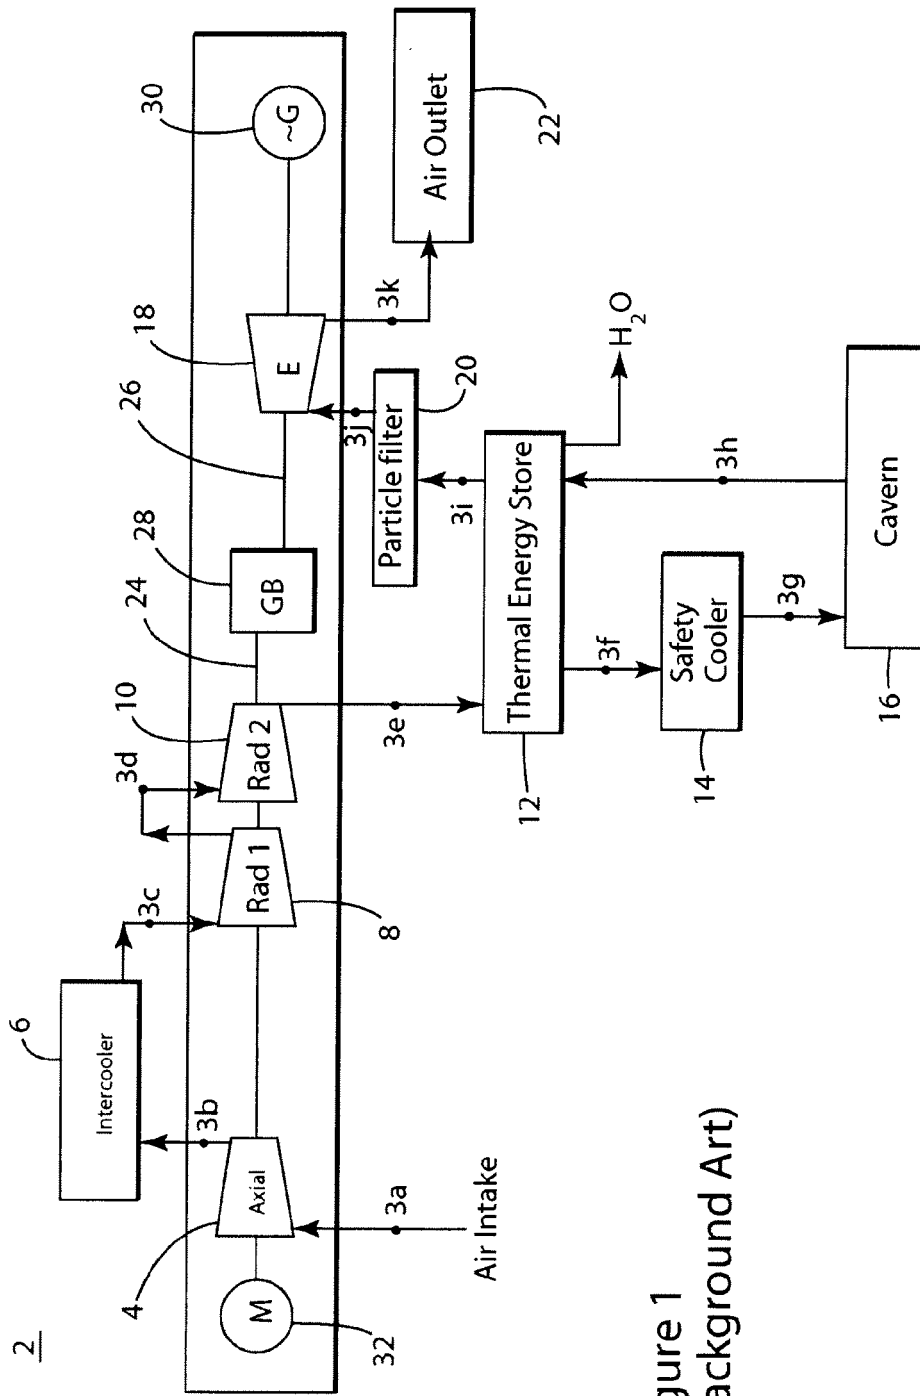 2
4
Axial
M
32
3a
Air Intake
3b
6
Intercooler
3c
Rad 1
8
3d
10
Rad 2
3e
24
28
GB
26
18
E
30
~G
3k
Air Outlet
22
3j
Particle filter
20
3i
Thermal Energy Store
12
H2O
3h
3f
Safety
Cooler
14
3g
Cavern
16
gure 1
ackground Art)